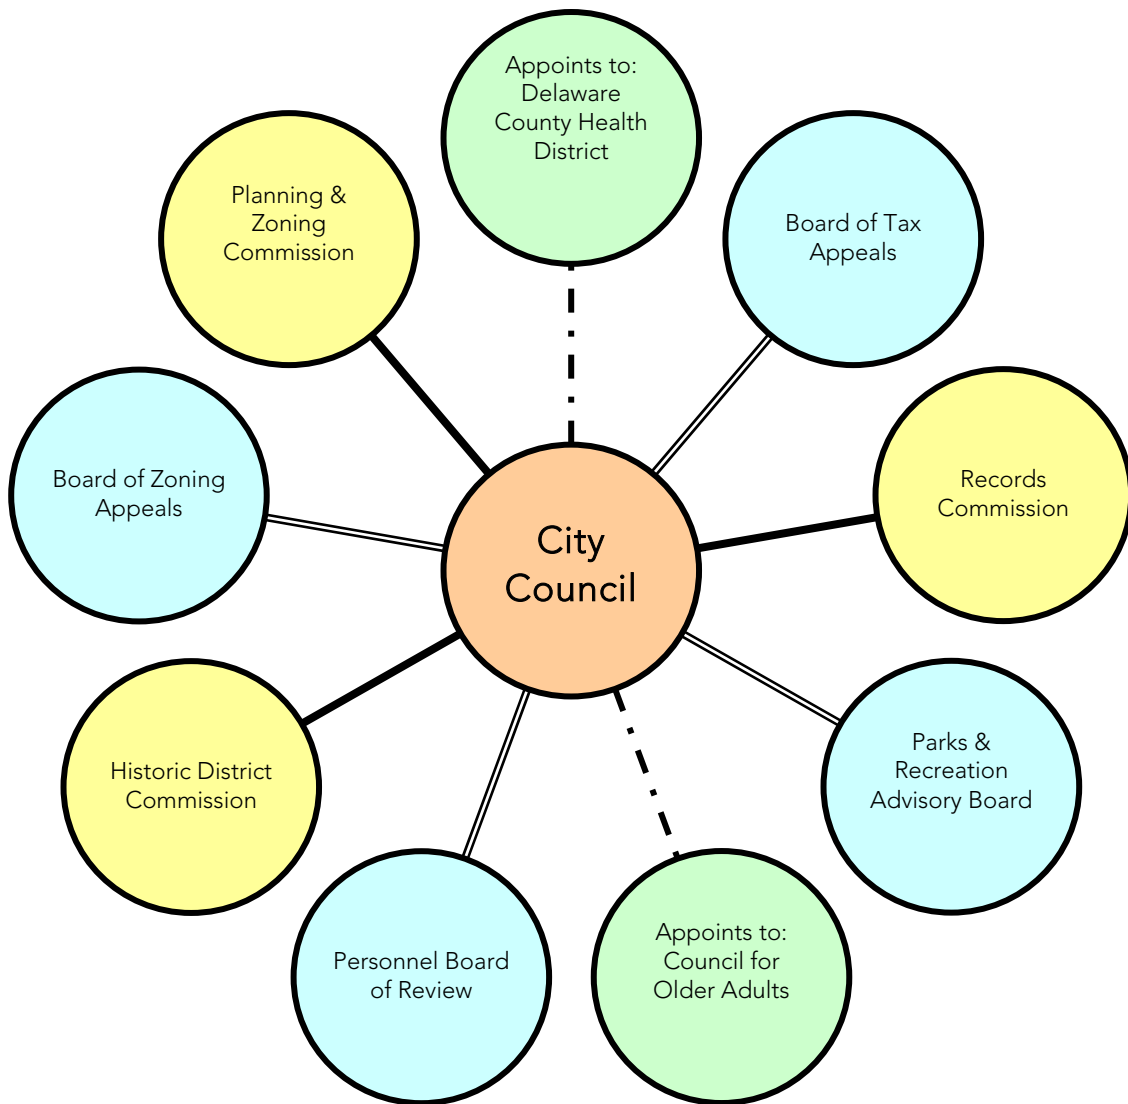 Appoints to:
Delaware
County Health
District
Planning &
Zoning
Commission
Board of Tax
Appeals
Board of Zoning
Appeals
Records
Commission
City
Council
Historic District
Commission
Parks &
Recreation
Advisory Board
Personnel Board
of Review
Appoints to:
Council for
Older Adults